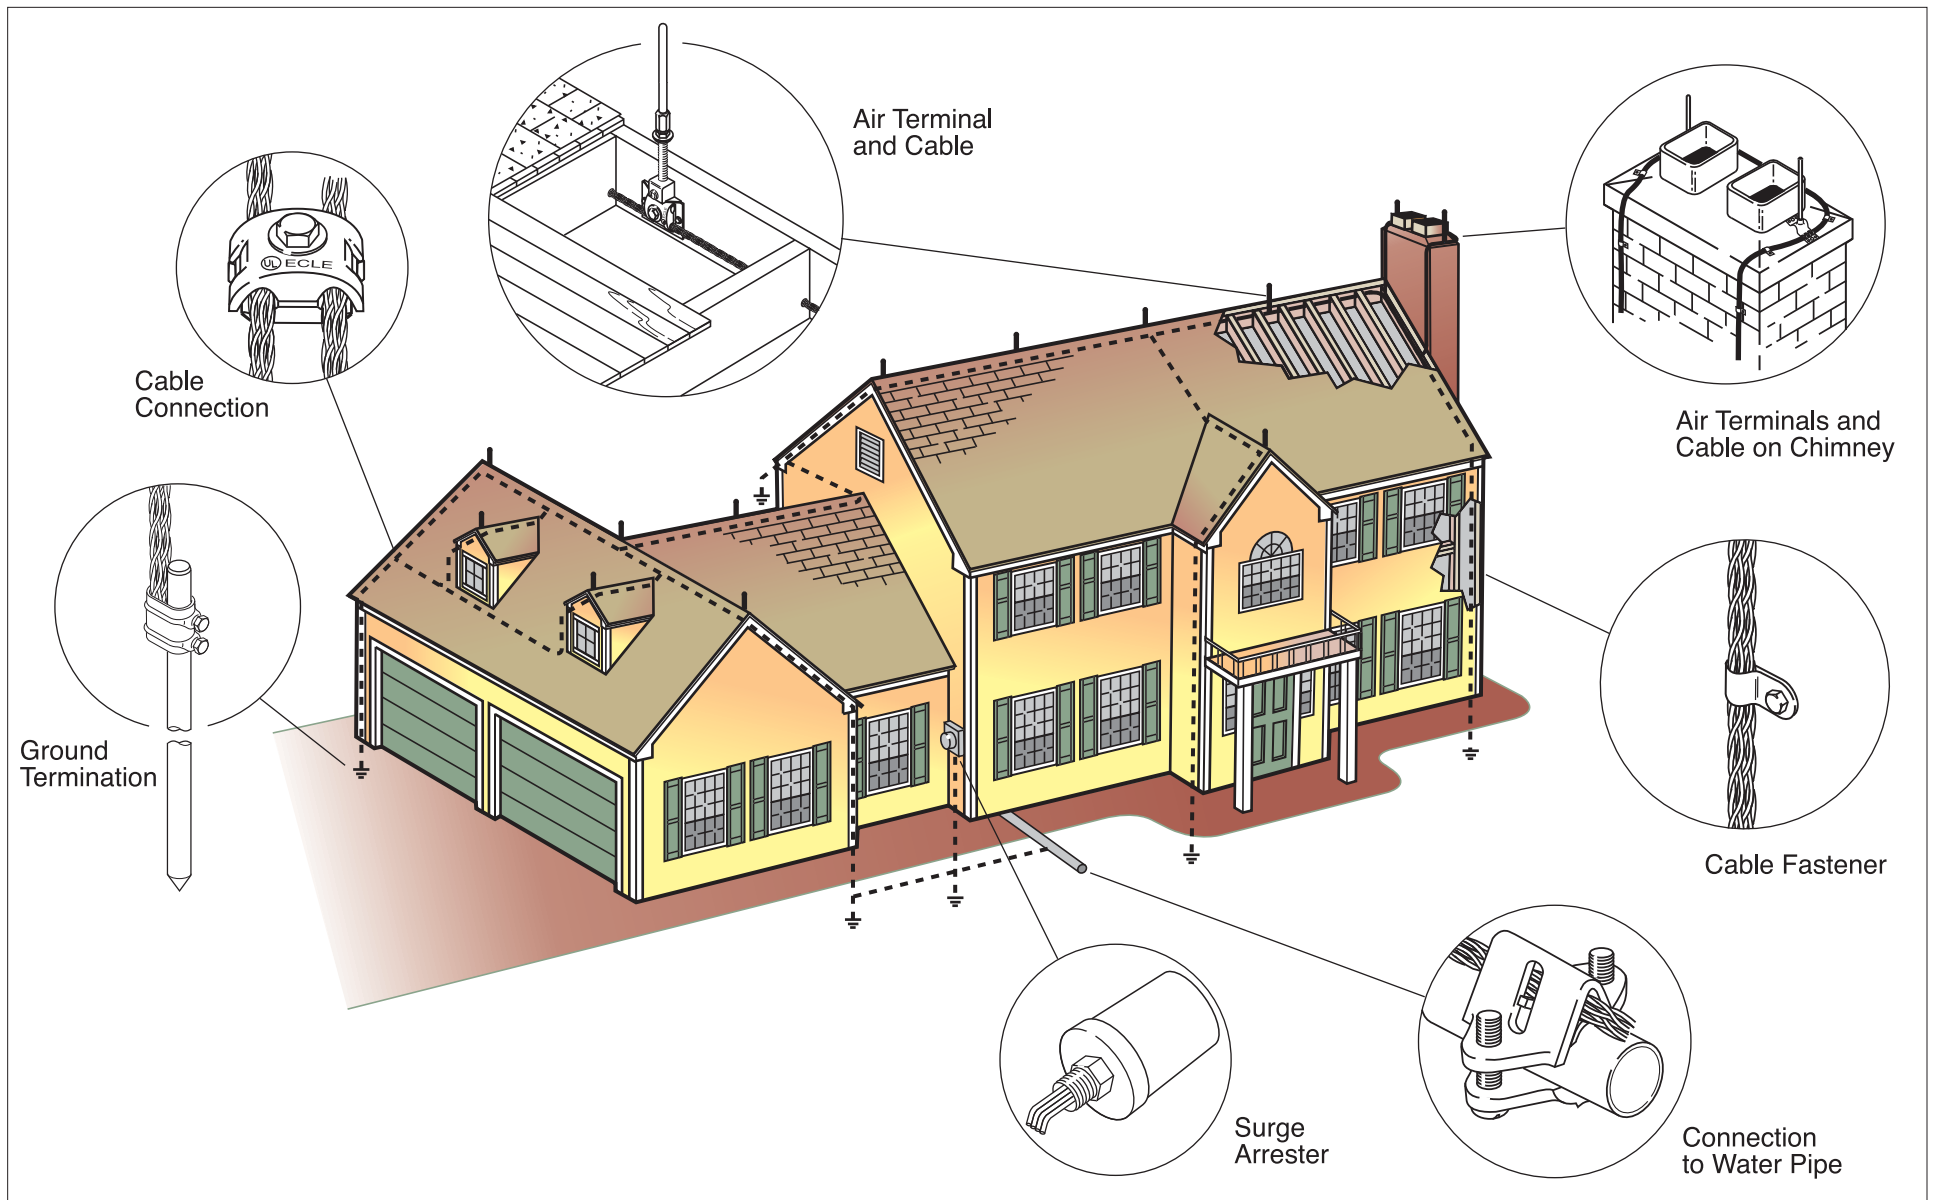 Air Terminal
and Cable
UL ECLE
Cable
Connection
Air Terminals and
Cable on Chimney
Ground
Termination
Cable Fastener
Surge
Arrester
Connection
to Water Pipe